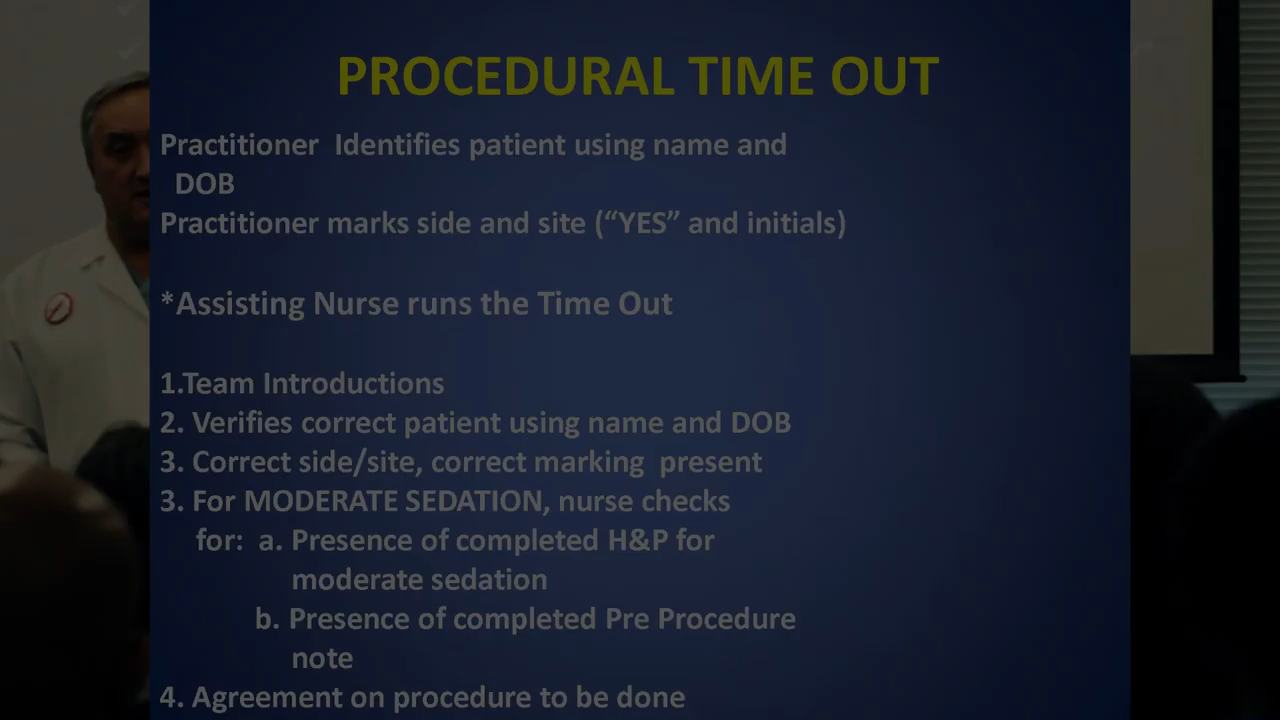 PROCEDURAL TIME OUT
Practitioner Identifies patient using name and
DOB
Practitioner marks side and site (“YES” and initials)
*Assisting Nurse runs the Time Out
1.Team Introductions
2. Verifies correct patient using name and DOB
3. Correct side/site, correct marking present
3. For MODERATE SEDATION, nurse checks
for: a. Presence of completed H&P for
moderate sedation
b. Presence of completed Pre Procedure
note
4. Agreement on procedure to be done